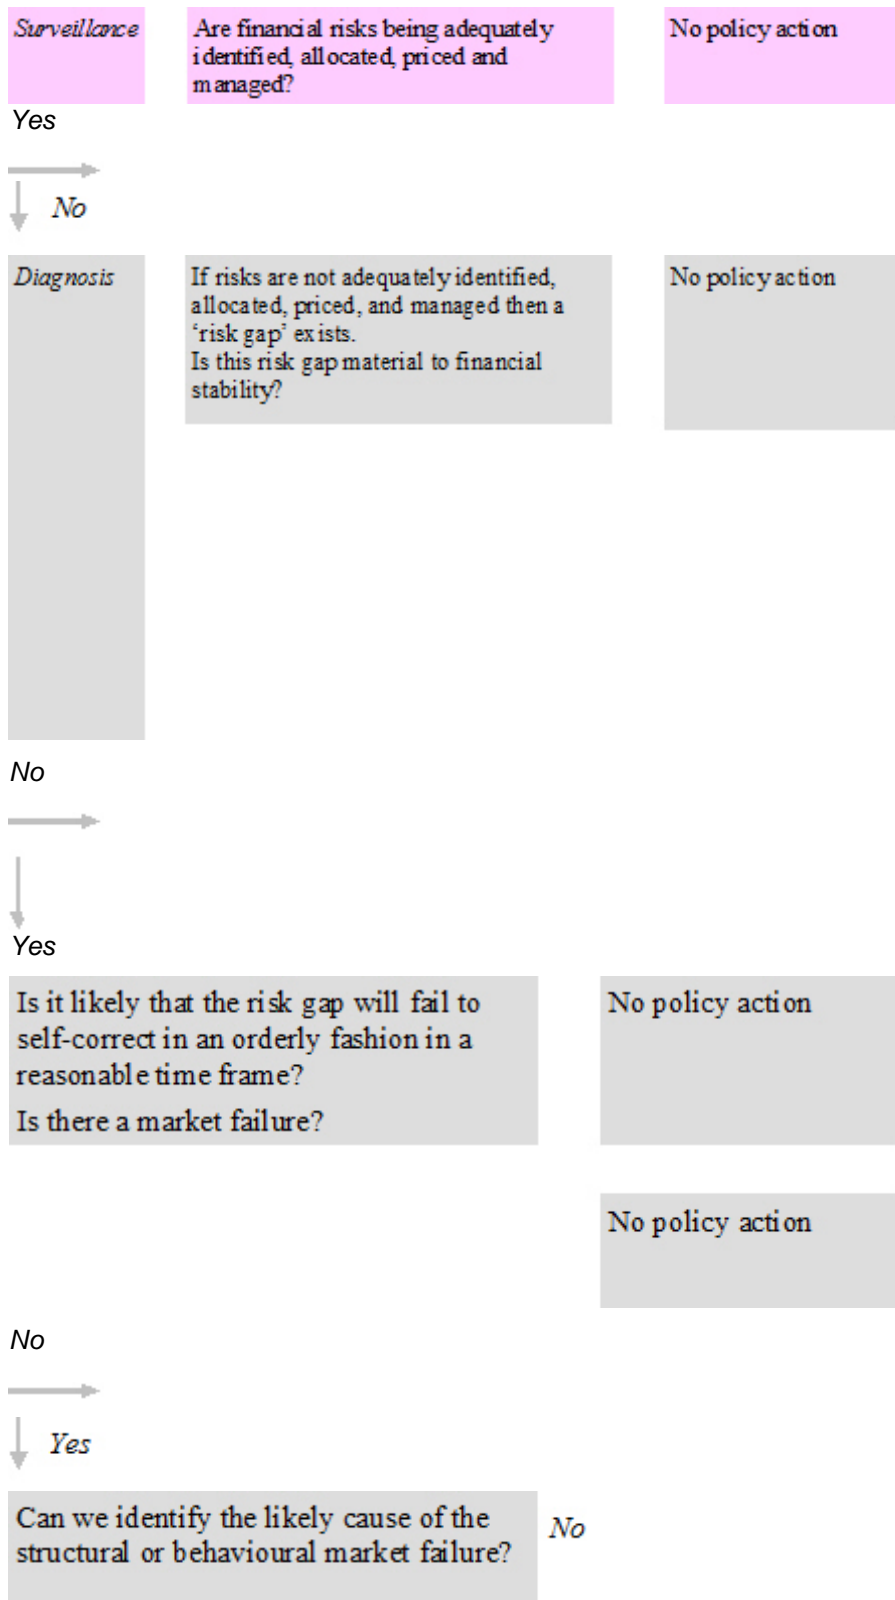 Surveillance
Are financial risks being adequately
identified, allocated, priced and
managed?
No policy action
Yes
No
Diagnosis
If risks are not adequately identified,
allocated, priced, and managed then a
‘risk gap’ exists.
Is this risk gap material to financial
stability?
No policy action
No
Yes
Is it likely that the risk gap will fail to
self-correct in an orderly fashion in a
reasonable time frame?
Is there a market failure?
No policy action
No policy action
No
Yes
Can we identify the likely cause of the
structural or behavioural market failure?
No